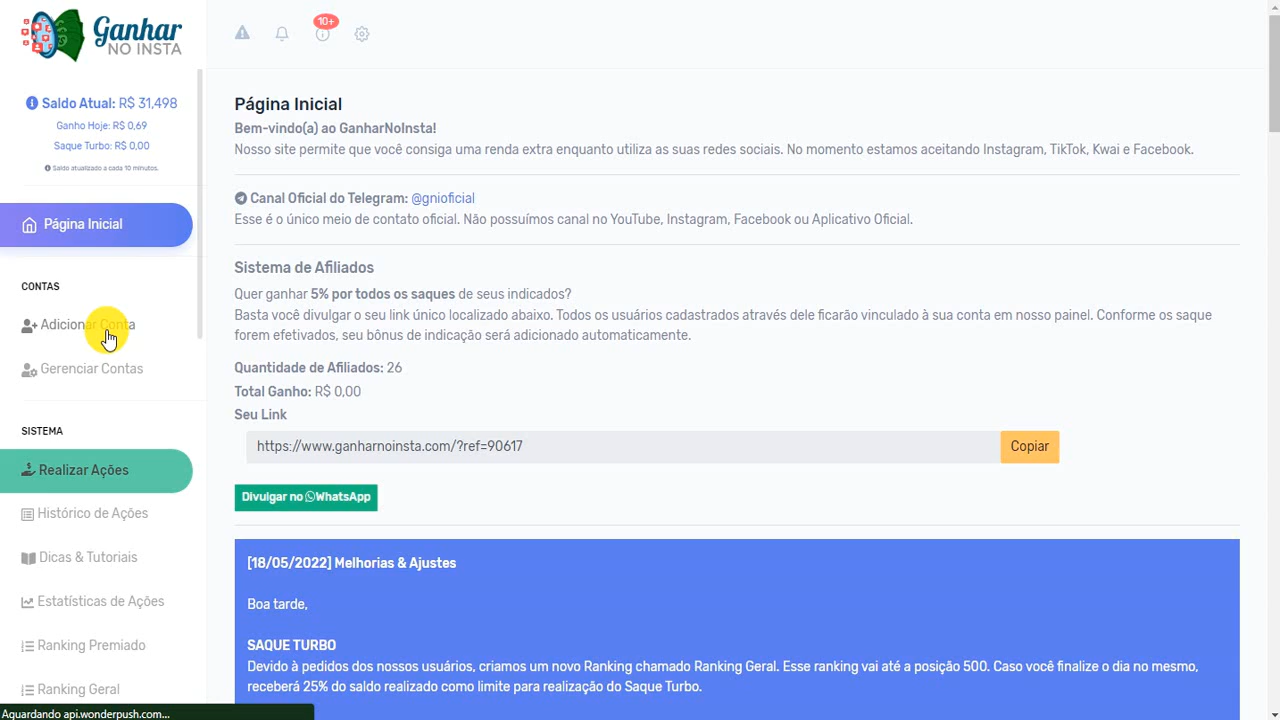 Ganhar
NO INSTA
10+
Saldo Atual: R$ 31,498
Ganho Hoje: R$ 0,69
Saque Turbo: R$ 0,00
Saldo atualizado a cada 10 minutos.
Página Inicial
CONTAS
Adicionar Conta
Gerenciar Contas
SISTEMA
Realizar Ações
Histórico de Ações
Dicas & Tutoriais
Estatísticas de Ações
Ranking Premiado
Ranking Geral
Aguardando api.wonderpush.com...
Página Inicial
Bem-vindo(a) ao GanharNoInsta!
Nosso site permite que você consiga uma renda extra enquanto utiliza as suas redes sociais. No momento estamos aceitando Instagram, TikTok, Kwai e Facebook.
Canal Oficial do Telegram: @gnioficial
Esse é o único meio de contato oficial. Não possuímos canal no YouTube, Instagram, Facebook ou Aplicativo Oficial.
Sistema de Afiliados
Quer ganhar 5% por todos os saques de seus indicados?
Basta você divulgar o seu link único localizado abaixo. Todos os usuários cadastrados através dele ficarão vinculado à sua conta em nosso painel. Conforme os saque
forem efetivados, seu bônus de indicação será adicionado automaticamente.
Quantidade de Afiliados: 26
Total Ganho: R$ 0,00
Seu Link
https://www.ganharnoinsta.com/?ref=90617
Copiar
Divulgar no WhatsApp
[18/05/2022] Melhorias & Ajustes
Boa tarde,
SAQUE TURBO
Devido à pedidos dos nossos usuários, criamos um novo Ranking chamado Ranking Geral. Esse ranking vai até a posição 500. Caso você finalize o dia no mesmo,
receberá 25% do saldo realizado como limite para realização do Saque Turbo.